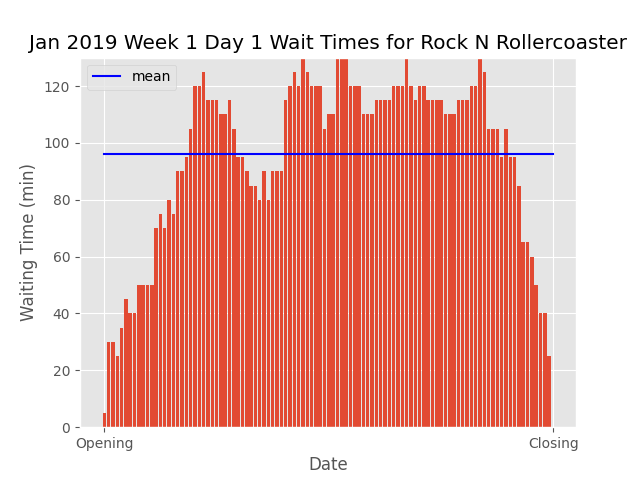 Jan 2019 Week 1 Day 1 Wait Times for Rock N Rollercoaster
mean
120
100
80
60
40
20
0
Waiting Time (min)
Opening
Closing
Date